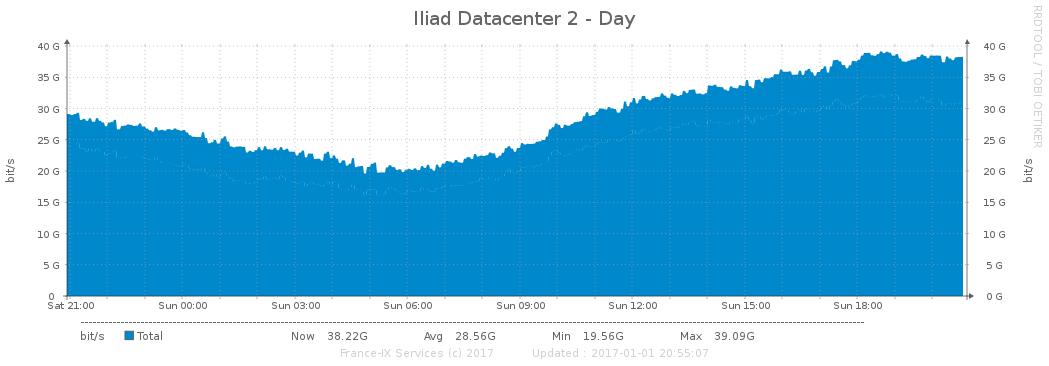 Iliad Datacenter 2 - Day
RRDTOOL / TOBI OETIKER
bit/s
40 G 40 G
35 G 35 G
30 G 30 G
25 G 25 G
20 G 20 G
15 G 15 G
10 G 10 G
5 G 5 G
0 0 G
bit/s
Sat 21:00 Sun 00:00 Sun 03:00 Sun 06:00 Sun 09:00 Sun 12:00 Sun 15:00 Sun 18:00
bit/s Total Now 38.22G Avg 28.56G Min 19.56G Max 39.09G
France-IX Services (c) 2017 Updated : 2017-01-01 20:55:07